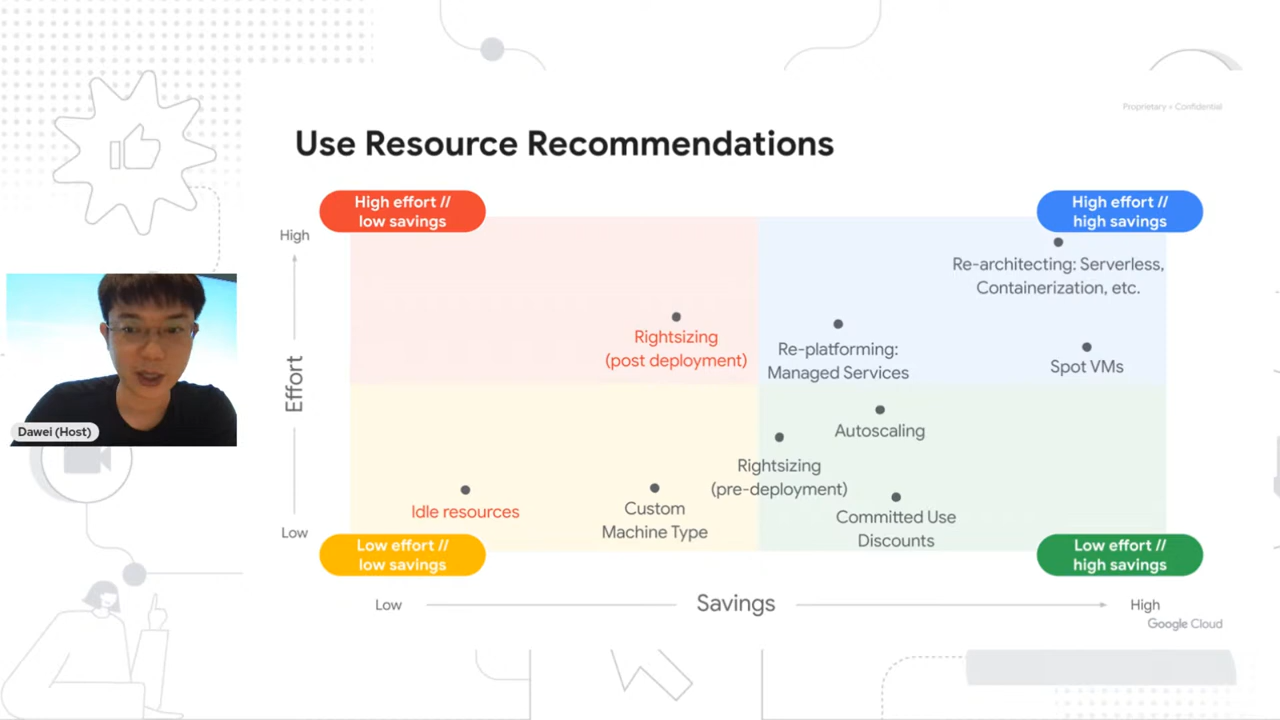 Proprietary + Confidential
Use Resource Recommendations
High effort //
low savings
High effort //
high savings
High
Re-architecting: Serverless,
Containerization, etc.
Rightsizing
(post deployment)
Re-platforming:
Managed Services
Spot VMs
Effort
Dawei (Host)
Autoscaling
Rightsizing
(pre-deployment)
Idle resources
Custom
Machine Type
Committed Use
Discounts
Low
Low effort //
low savings
Low effort //
high savings
Low
Savings
High
Google Cloud